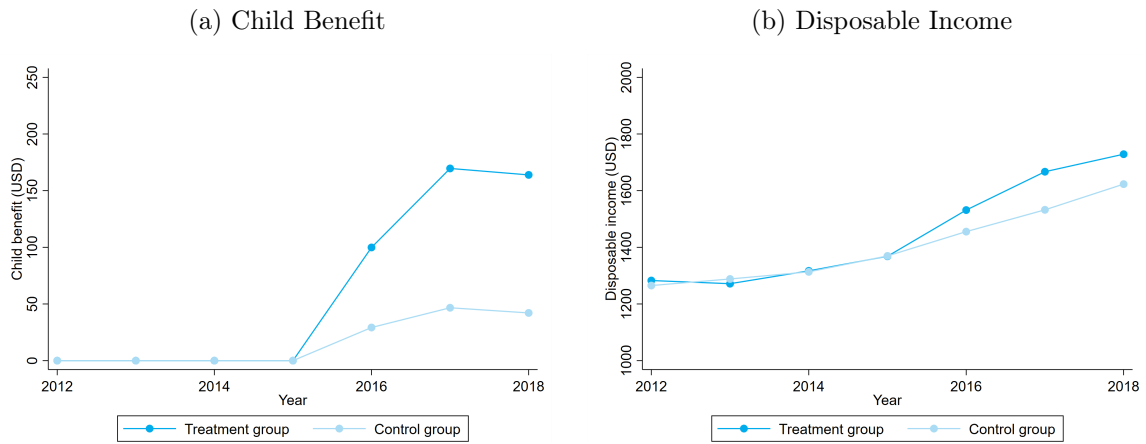 (a) Child Benefit
Child benefit (USD)
250
200
150
100
50
0
2012
2014
2016
2018
Year
Treatment group
Control group
(b) Disposable Income
Disposable income (USD)
2000
1800
1600
1400
1200
1000
2012
2014
2016
2018
Year
Treatment group
Control group